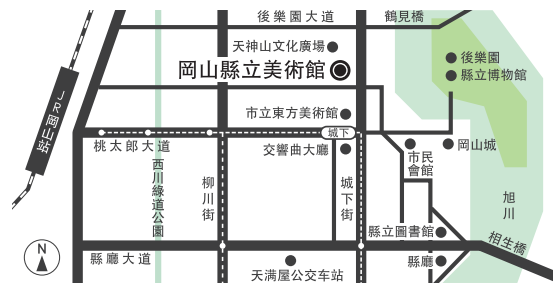 後樂園大道
鶴見橋
天神山文化廣場
後樂園
岡山縣立美術館
縣立博物館
市立東方美術館
城下
桃太郎大道
交響曲大廳
市民
會館
岡山城
西川綠道公園
柳川街
城下街
旭川
縣立圖書館
相生橋
N
縣廳大道
縣廳
天满屋公交车站
JR岡山站